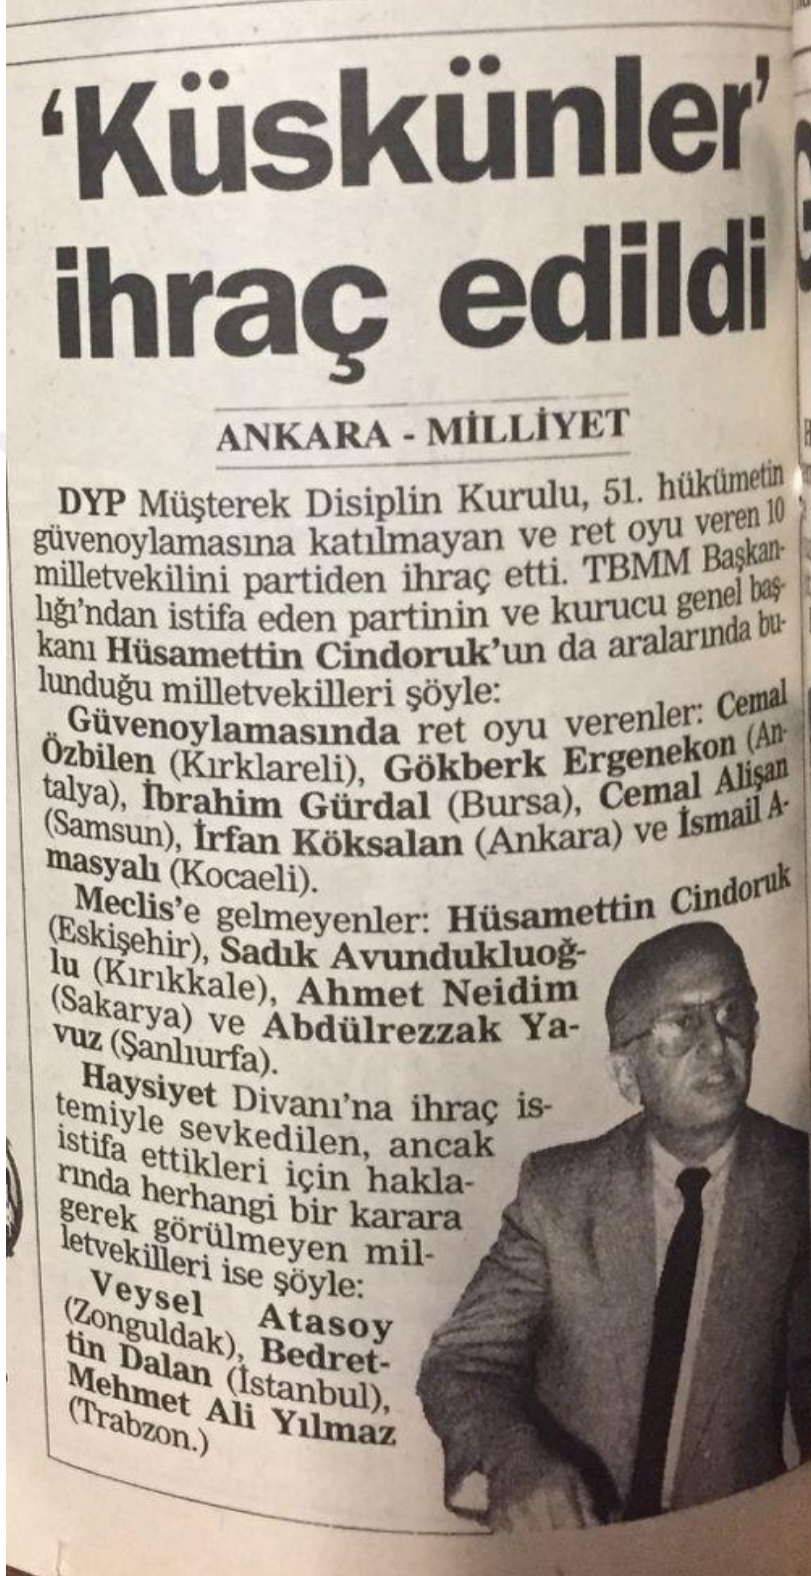 ‘Küskünler’
ihraç edildi
ANKARA - MİLLİYET
DYP Müşterek Disiplin Kurulu, 51. hükümetin
güvenoylamasına katılmayan ve ret oyu veren 10
milletvekilini partiden ihraç etti. TBMM Başkan-
lığı’ndan istifa eden partinin ve kurucu genel baş-
kanı Hüsamettin Cindoruk’un da aralarında bu-
lunduğu milletvekilleri şöyle:
Güvenoylamasında ret oyu verenler: Cemal
Özbilen (Kırklareli), Gökberk Ergenekon (An-
talya), İbrahim Gürdal (Bursa), Cemal Alişan
(Samsun), İrfan Köksalan (Ankara) ve İsmail A-
masyalı (Kocaeli).
Meclis’e gelmeyenler: Hüsamettin Cindoruk
(Eskişehir), Sadık Avundukluoğ-
lu (Kırıkkale), Ahmet Neidim
(Sakarya) ve Abdülrezzak Ya-
vuz (Şanlıurfa).
Haysiyet Divanı’na ihraç is-
temiyle sevkedilen, ancak
istifa ettikleri için hakla-
rında herhangi bir karara
gerek görülmeyen mil-
letvekilleri ise şöyle:
Veysel Atasoy
(Zonguldak), Bedret-
tin Dalan (İstanbul),
Mehmet Ali Yılmaz
(Trabzon.)